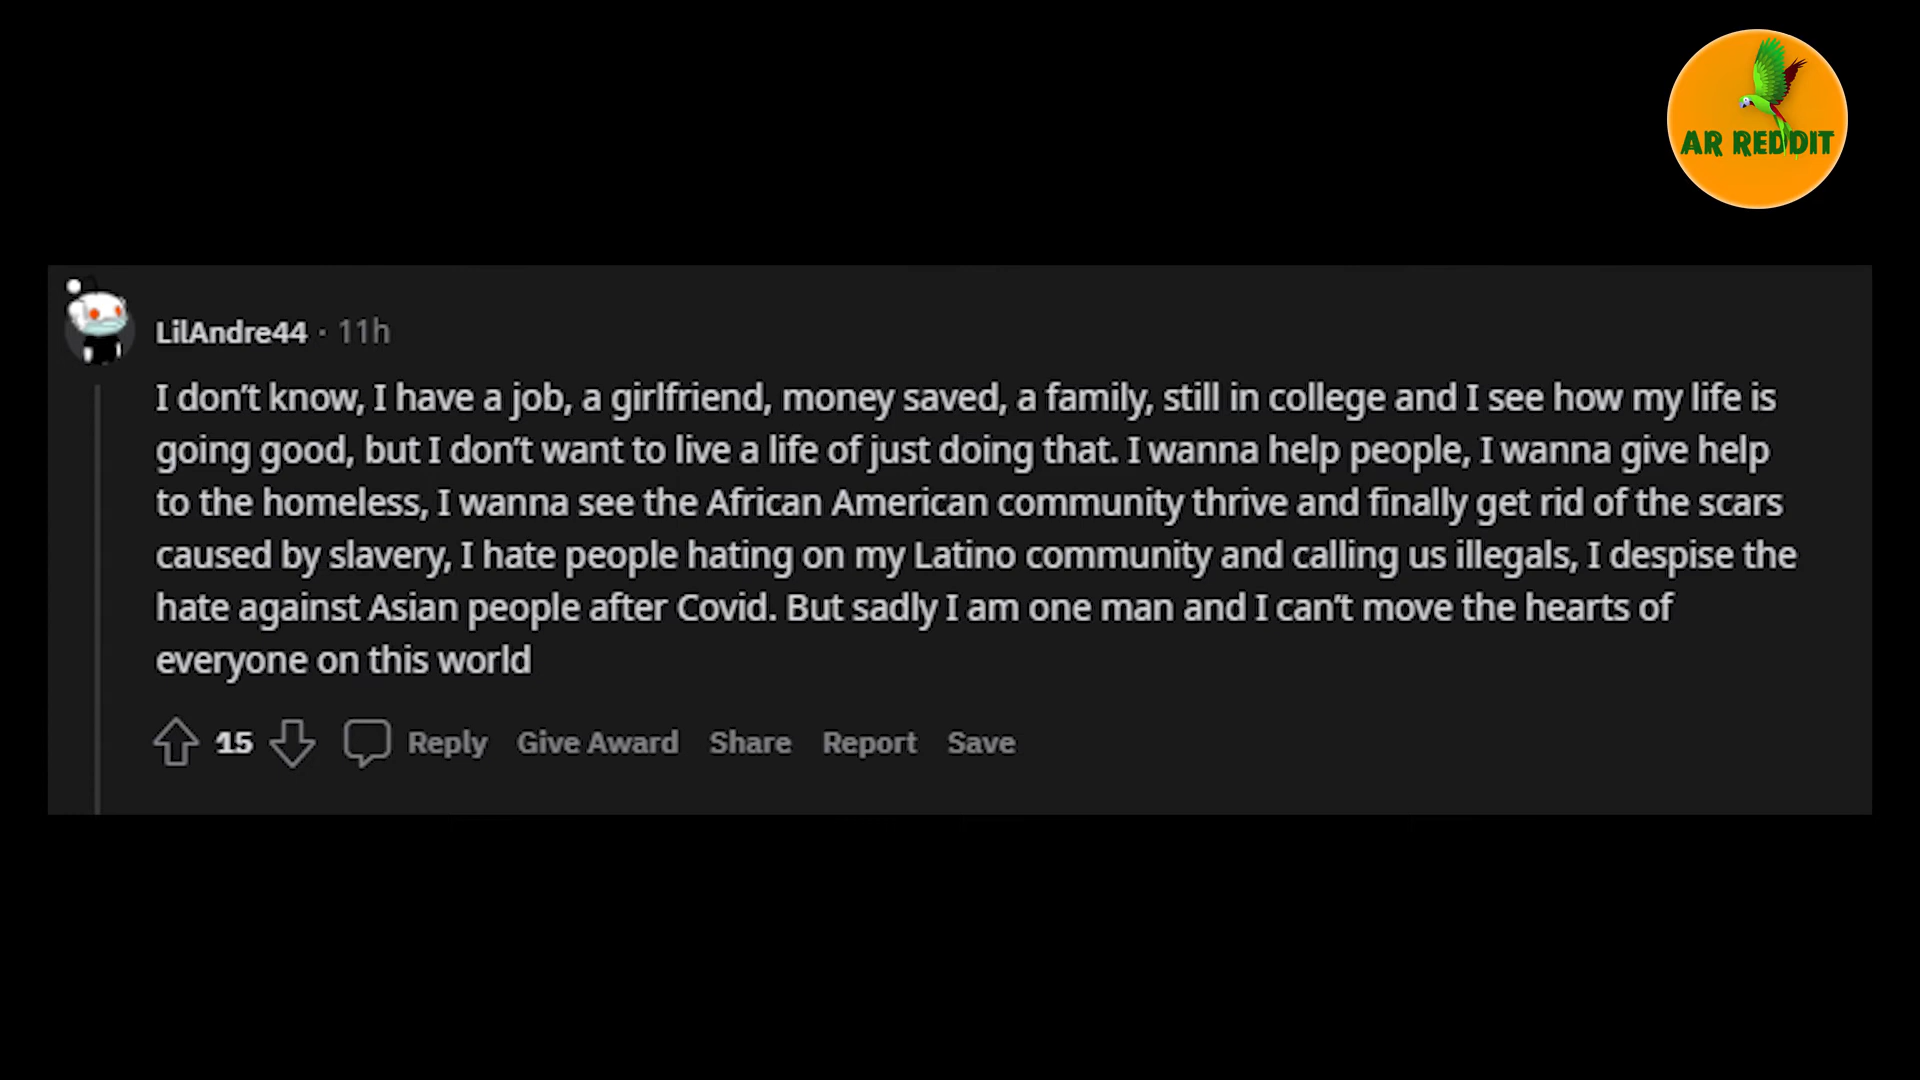 AR REDDIT
LilAndre44 · 11h
I don’t know, I have a job, a girlfriend, money saved, a family, still in college and I see how my life is
going good, but I don’t want to live a life of just doing that. I wanna help people, I wanna give help
to the homeless, I wanna see the African American community thrive and finally get rid of the scars
caused by slavery, I hate people hating on my Latino community and calling us illegals, I despise the
hate against Asian people after Covid. But sadly I am one man and I can’t move the hearts of
everyone on this world
15 Reply Give Award Share Report Save